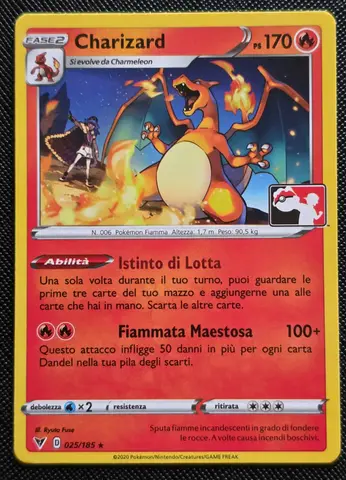 FASE2
Charizard
PS 170
Si evolve da Charmeleon
N. 006 Pokémon Fiamma Altezza: 1,7 m. Peso: 90,5 kg
Abilità Istinto di Lotta
Una sola volta durante il tuo turno, puoi guardare le
prime tre carte del tuo mazzo e aggiungerne una alle
carte che hai in mano. Scarta le altre carte.
Fiammata Maestosa 100+
Questo attacco infligge 50 danni in più per ogni carta
Dandel nella tua pila degli scarti.
debolezza ×2 resistenza ritirata
ill. Ryuta Fuse
D 025/185 ★
Sputa fiamme incandescenti in grado di fondere
le rocce. A volte causa incendi boschivi.
©2020 Pokémon/Nintendo/Creatures/GAME FREAK